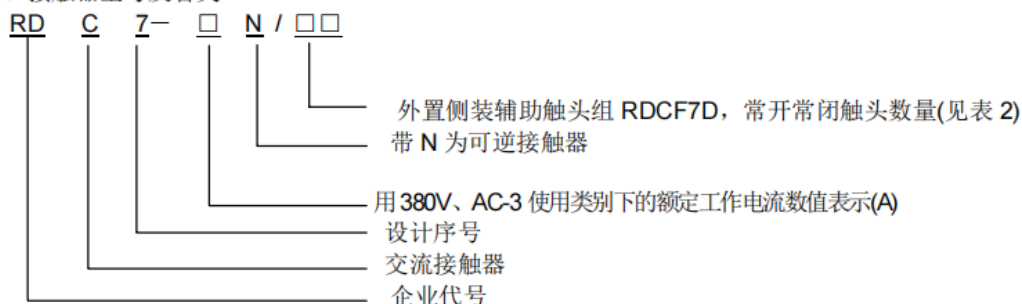 RD C 7— □ N / □□
外置侧装辅助触头组 RDCF7D，常开常闭触头数量(见表 2)
带 N 为可逆接触器
用 380V、AC-3 使用类别下的额定工作电流数值表示(A)
设计序号
交流接触器
企业代号